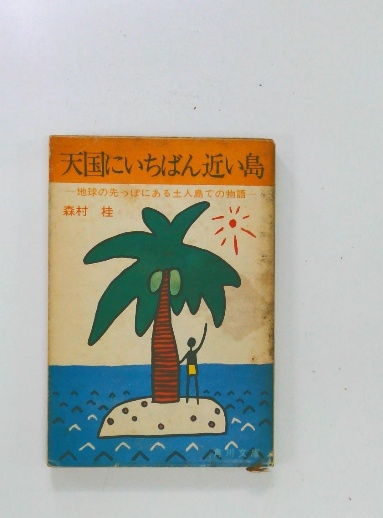 天国にいちばん近い島
―地球の先っぽにある土人島での物語―
森村 桂
角川文庫